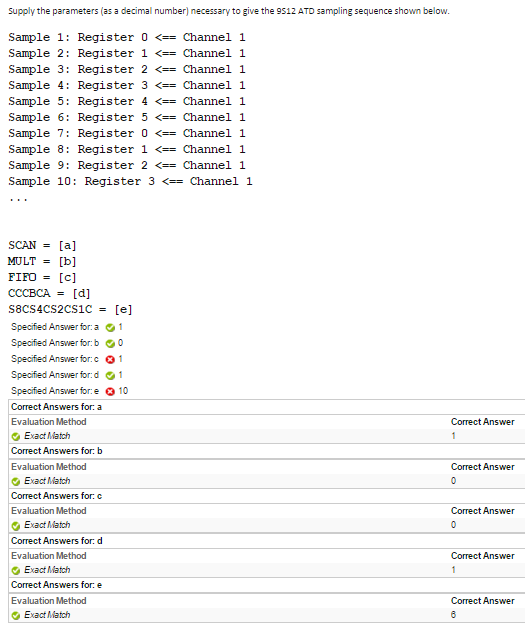 Supply the parameters (as a decimal number) necessary to give the 9S12 ATD sampling sequence shown below.
Sample 1: Register 0 <== Channel 1
Sample 2: Register 1 <== Channel 1
Sample 3: Register 2 <== Channel 1
Sample 4: Register 3 <== Channel 1
Sample 5: Register 4 <== Channel 1
Sample 6: Register 5 <== Channel 1
Sample 7: Register 0 <== Channel 1
Sample 8: Register 1 <== Channel 1
Sample 9: Register 2 <== Channel 1
Sample 10: Register 3 <== Channel 1
...
SCAN = [a]
MULT = [b]
FIFO = [c]
CCCBCA = [d]
S8CS4CS2CS1C = [e]
Specified Answer for: a 1
Specified Answer for: b 0
Specified Answer for: c 1
Specified Answer for: d 1
Specified Answer for: e 10
Correct Answers for: a
Evaluation Method Correct Answer
Exact Match 1
Correct Answers for: b
Evaluation Method Correct Answer
Exact Match 0
Correct Answers for: c
Evaluation Method Correct Answer
Exact Match 0
Correct Answers for: d
Evaluation Method Correct Answer
Exact Match 1
Correct Answers for: e
Evaluation Method Correct Answer
Exact Match 6